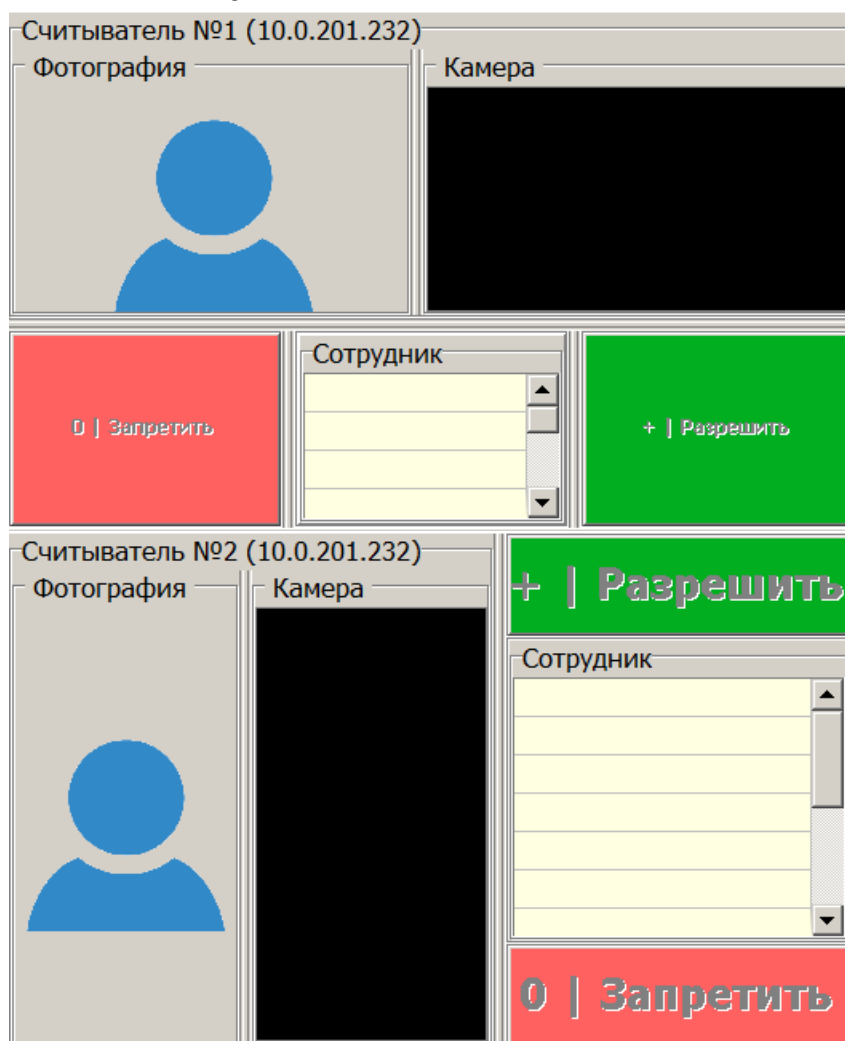 Считыватель №1 (10.0.201.232)
Фотография
Камера
0 | Запретить
Сотрудник
+ | Разрешить
Считыватель №2 (10.0.201.232)
Фотография
Камера
+ | Разрешить
Сотрудник
0 | Запретить